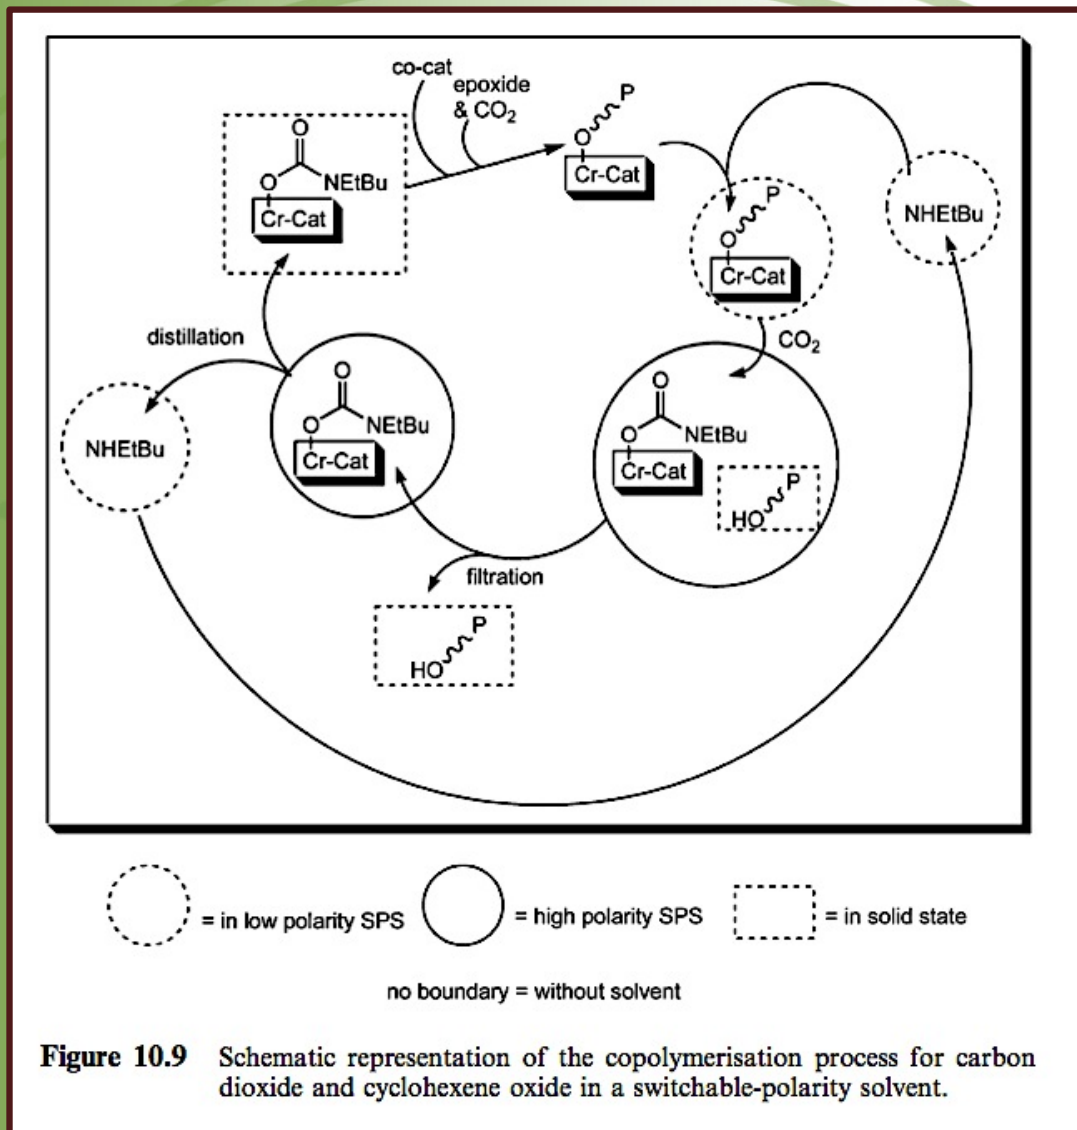 co-cat
epoxide
& CO₂
P
O
Cr-Cat
O
O
NEtBu
Cr-Cat
P
O
Cr-Cat
NHEtBu
CO₂
distillation
NHEtBu
O
O
NEtBu
Cr-Cat
O
O
NEtBu
Cr-Cat
P
HO
filtration
P
HO
= in low polarity SPS
= high polarity SPS
= in solid state
no boundary = without solvent
Figure 10.9 Schematic representation of the copolymerisation process for carbon
dioxide and cyclohexene oxide in a switchable-polarity solvent.